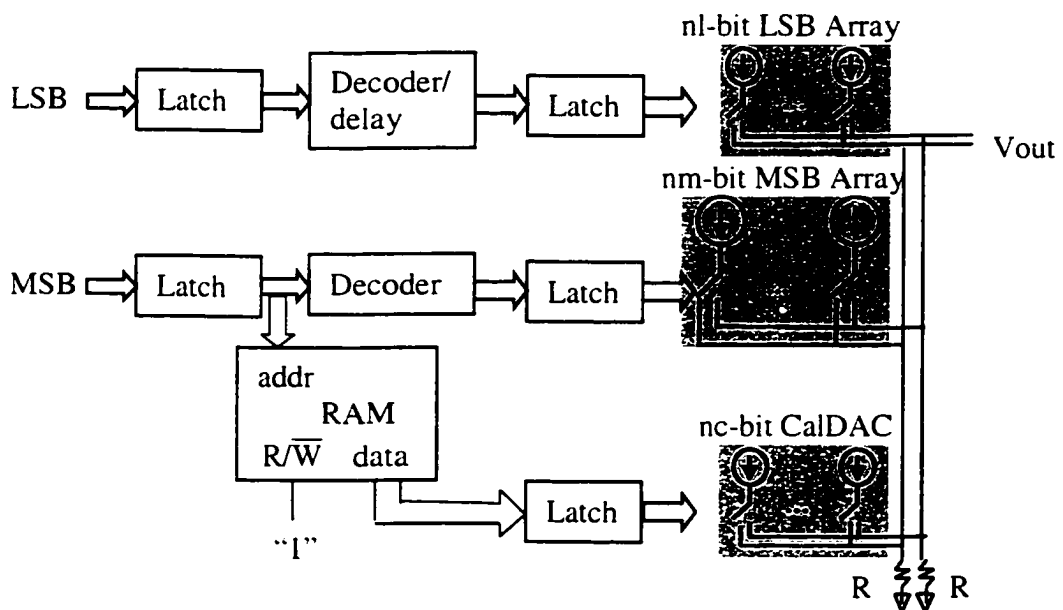 nl-bit LSB Array
LSB
Latch
Decoder/
delay
Latch
Vout
nm-bit MSB Array
MSB
Latch
Decoder
Latch
addr
RAM
R/W̅ data
nc-bit CalDAC
Latch
“1”
R R